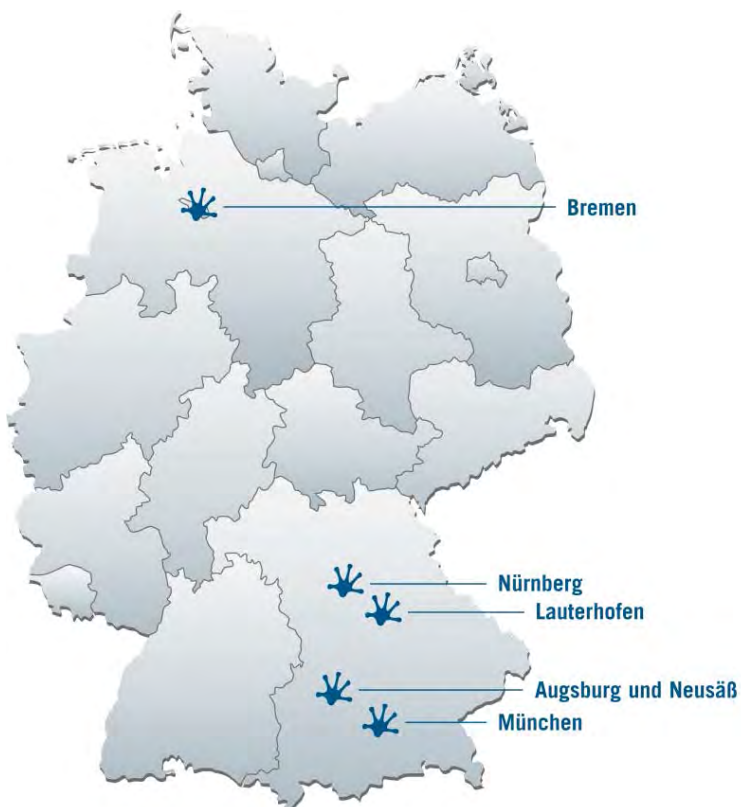 Bremen
Nürnberg
Lauterhofen
Augsburg und Neusäß
München